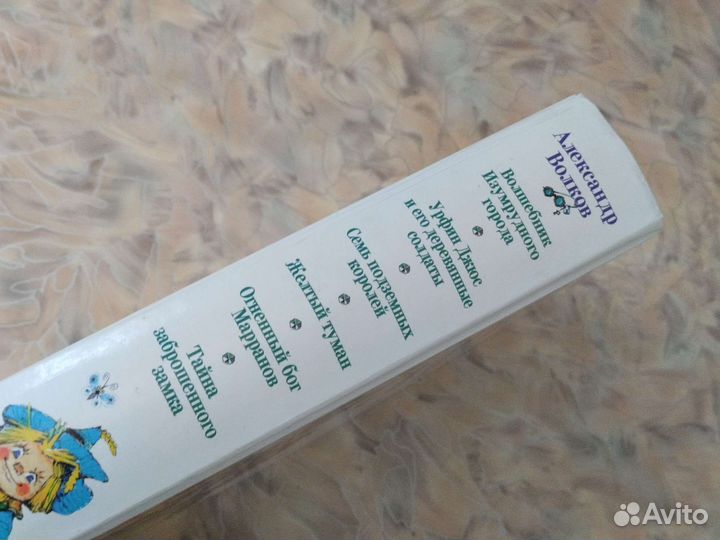 Александр
Волков
Волшебник
Изумрудного
города
Урфин Джюс
и его деревянные
солдаты
Семь подземных
королей
Желтый туман
Огненный бог
Марранов
Тайна
заброшенного
замка
Avito